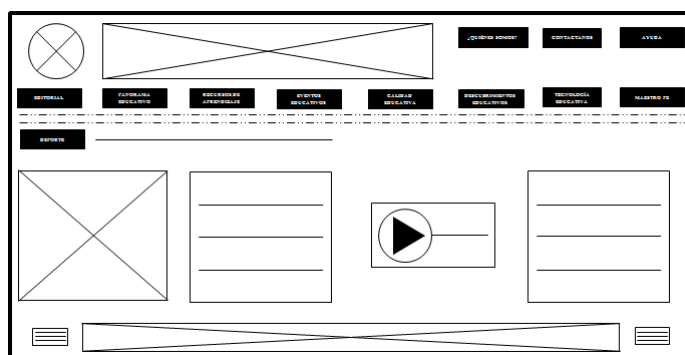 ¿QUIÉNES SOMOS?
CONTACTANOS
AYUDA
EDITORIAL
PANORAMA
EDUCATIVO
RECURSOS DE
APRENDIZAJE
EVENTOS
EDUCATIVOS
CALIDAD
EDUCATIVA
DESCUBRIMIENTOS
EDUCATIVOS
TECNOLOGÍA
EDUCATIVA
MAESTRO FE
DEPORTE